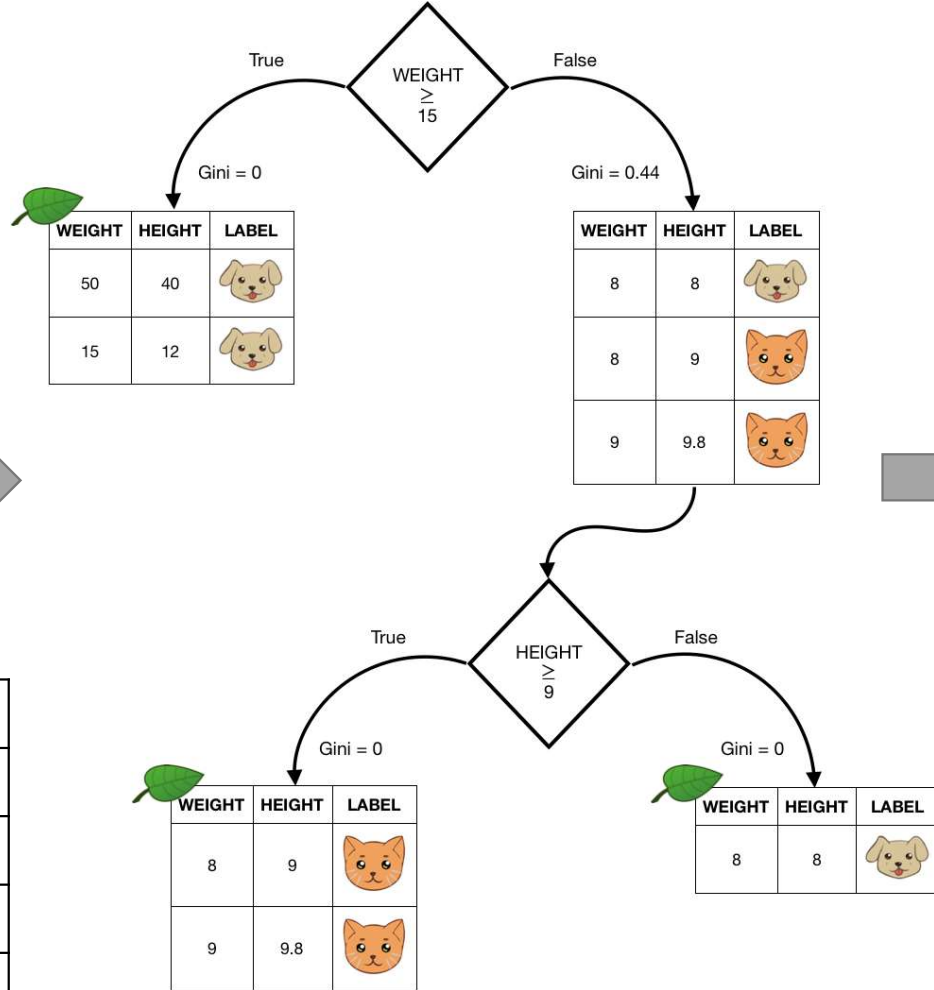 True
False
WEIGHT
≥
15
Gini = 0
Gini = 0.44
WEIGHT HEIGHT LABEL
50 40
15 12
WEIGHT HEIGHT LABEL
8 8
8 9
9 9.8
True
False
HEIGHT
≥
9
Gini = 0
Gini = 0
WEIGHT HEIGHT LABEL
8 9
9 9.8
WEIGHT HEIGHT LABEL
8 8